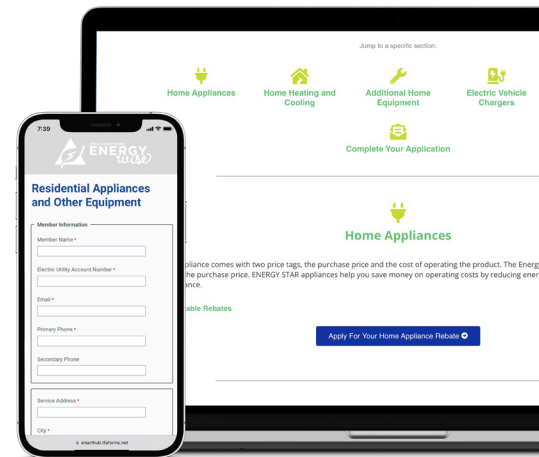 Jump to a specific section:
Home Appliances
Home Heating and
Cooling
Additional Home
Equipment
Electric Vehicle
Chargers
Complete Your Application
Home Appliances
pliance comes with two price tags, the purchase price and the cost of operating the product. The Energy
he purchase price. ENERGY STAR appliances help you save money on operating costs by reducing ener
ance.
able Rebates
Apply For Your Home Appliance Rebate
7:39
ENERGY
wise
Residential Appliances
and Other Equipment
Member Information
Member Name *
Electric Utility Account Number *
Email *
Primary Phone *
Secondary Phone
Service Address *
City *
smarthub.tfaforms.net